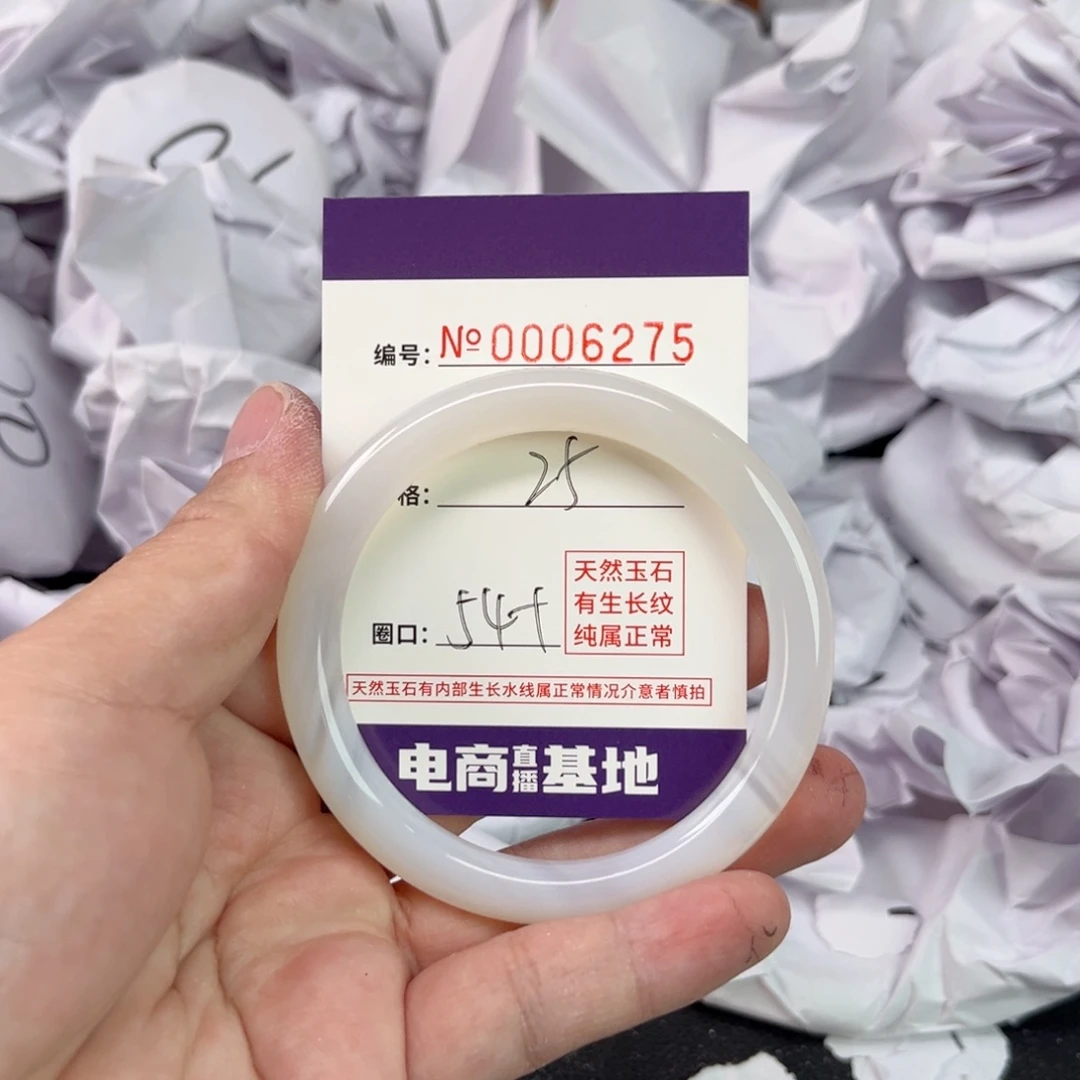 编号: №0006275
格: 25
圈口: 54+
天然玉石
有生长纹
纯属正常
天然玉石有内部生长水线属正常情况介意者慎拍
电商直播基地